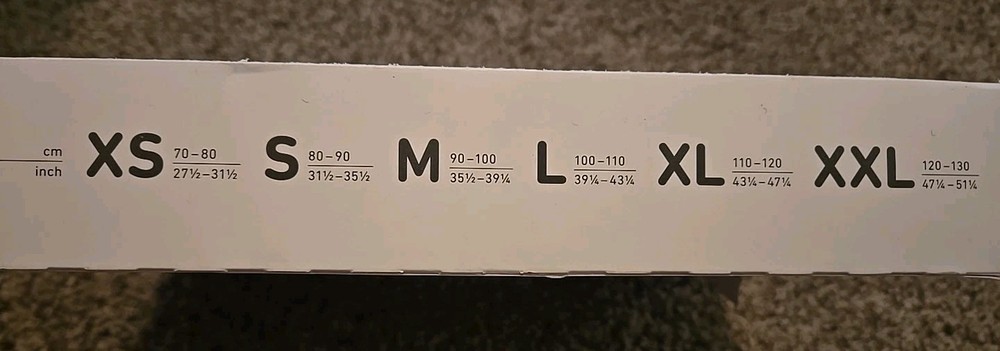 cm
inch
XS 70–80
27½–31½
S 80–90
31½–35½
M 90–100
35½–39¼
L 100–110
39¼–43¼
XL 110–120
43¼–47¼
XXL 120–130
47¼–51¼